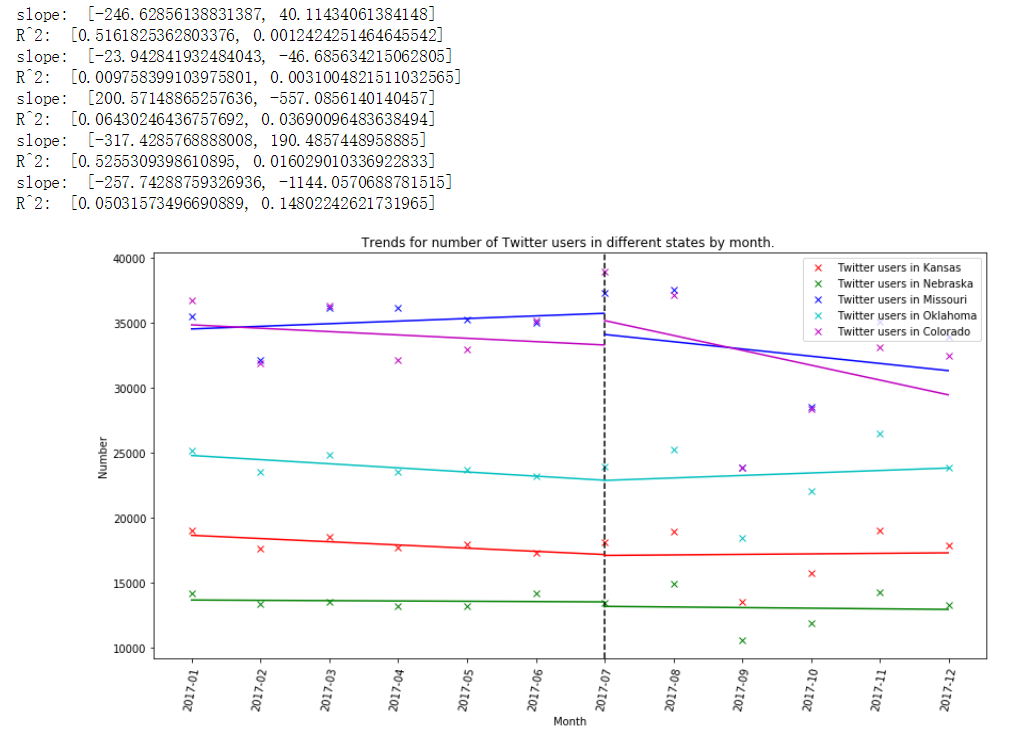 slope:  [-246.62856138831387, 40.11434061384148]
R^2:  [0.5161825362803376, 0.0012424251464645542]
slope:  [-23.942841932484043, -46.685634215062805]
R^2:  [0.009758399103975801, 0.0031004821511032565]
slope:  [200.57148865257636, -557.0856140140457]
R^2:  [0.06430246436757692, 0.03690096483638494]
slope:  [-317.4285768888008, 190.4857448958885]
R^2:  [0.5255309398610895, 0.016029010336922833]
slope:  [-257.74288759326936, -1144.0570688781515]
R^2:  [0.05031573496690889, 0.14802242621731965]
Trends for number of Twitter users in different states by month.
40000
35000
30000
25000
20000
15000
10000
Number
Twitter users in Kansas
Twitter users in Nebraska
Twitter users in Missouri
Twitter users in Oklahoma
Twitter users in Colorado
2017-01
2017-02
2017-03
2017-04
2017-05
2017-06
2017-07
2017-08
2017-09
2017-10
2017-11
2017-12
Month